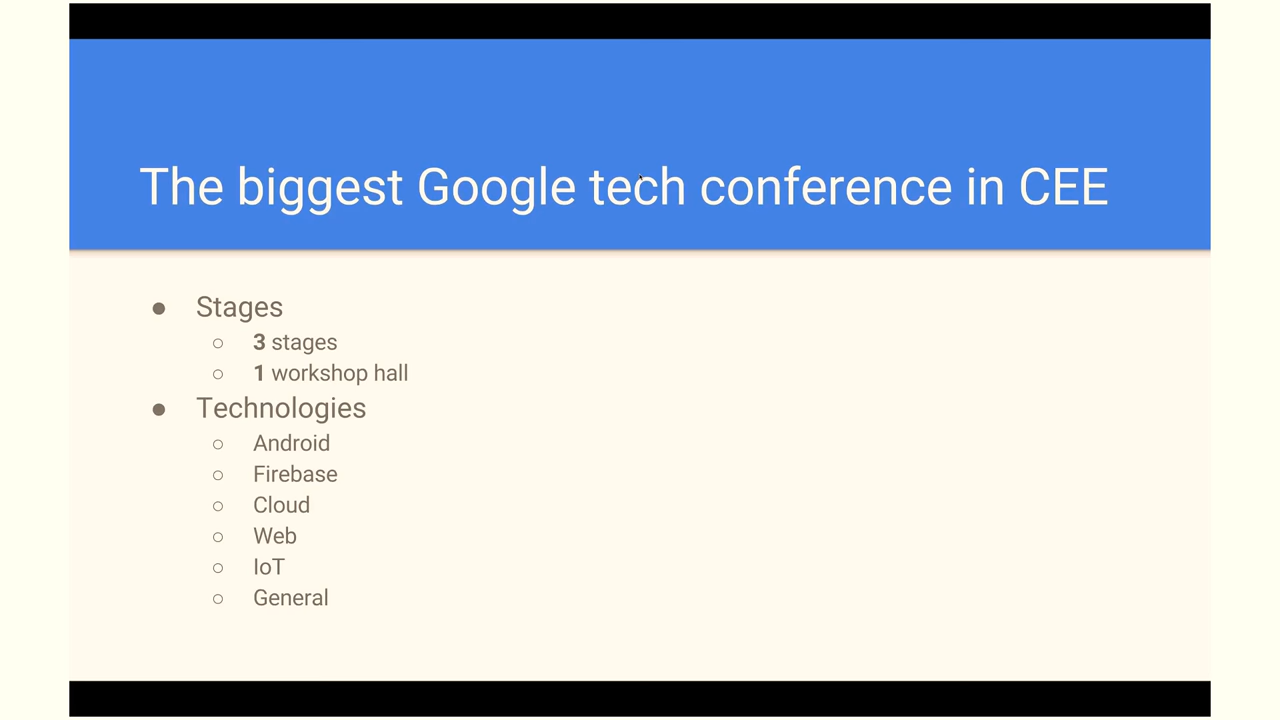 The biggest Google tech conference in CEE
● Stages
○ 3 stages
○ 1 workshop hall
● Technologies
○ Android
○ Firebase
○ Cloud
○ Web
○ IoT
○ General